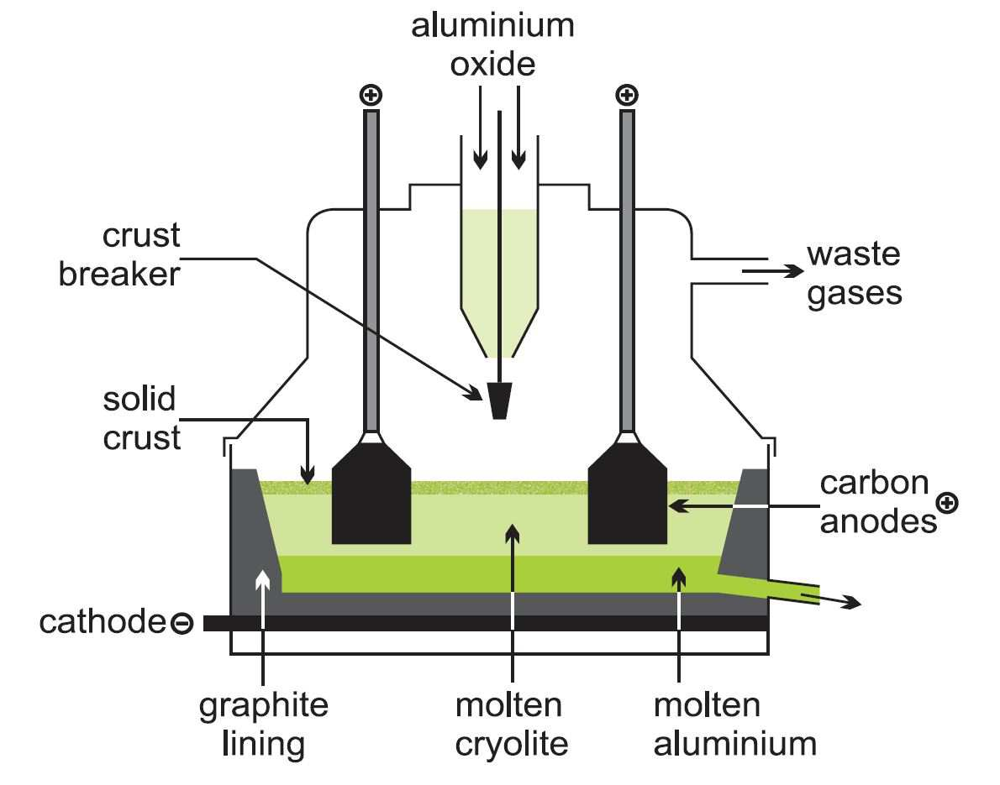 aluminium
oxide
⊕
⊕
crust
breaker
waste
gases
solid
crust
carbon
anodes⊕
cathode⊖
graphite
lining
molten
cryolite
molten
aluminium